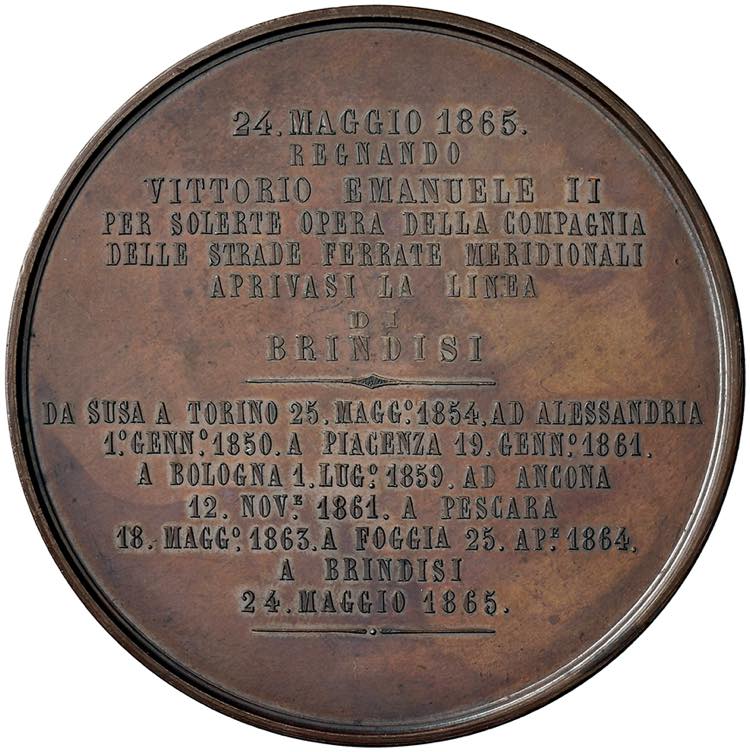 24. MAGGIO 1865.
REGNANDO
VITTORIO EMANUELE II
PER SOLERTE OPERA DELLA COMPAGNIA
DELLE STRADE FERRATE MERIDIONALI
APRIVASI LA LINEA
DI
BRINDISI
DA SUSA A TORINO 25. MAGG.º 1854. AD ALESSANDRIA
1.º GENN.º 1850. A PIACENZA 19. GENN.º 1861.
A BOLOGNA 1. LUG.º 1859. AD ANCONA
12. NOV.E 1861. A PESCARA
18. MAGG.º 1863. A FOGGIA 25. AP.E 1864.
A BRINDISI
24. MAGGIO 1865.